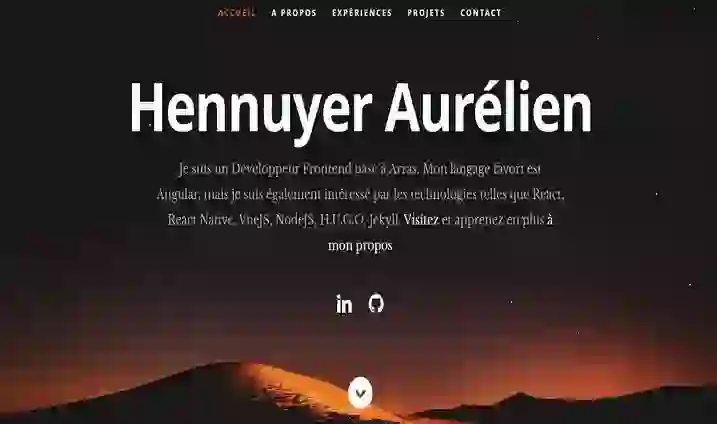 ACCUEIL A PROPOS EXPÉRIENCES PROJETS CONTACT
Hennuyer Aurélien
Je suis un Développeur Frontend basé à Arras. Mon langage favori est
Angular, mais je suis également intéressé par les technologies telles que React,
React Native, VueJS, NodeJS, H.U.G.O, Jekyll. Visitez et apprenez en plus à
mon propos
in